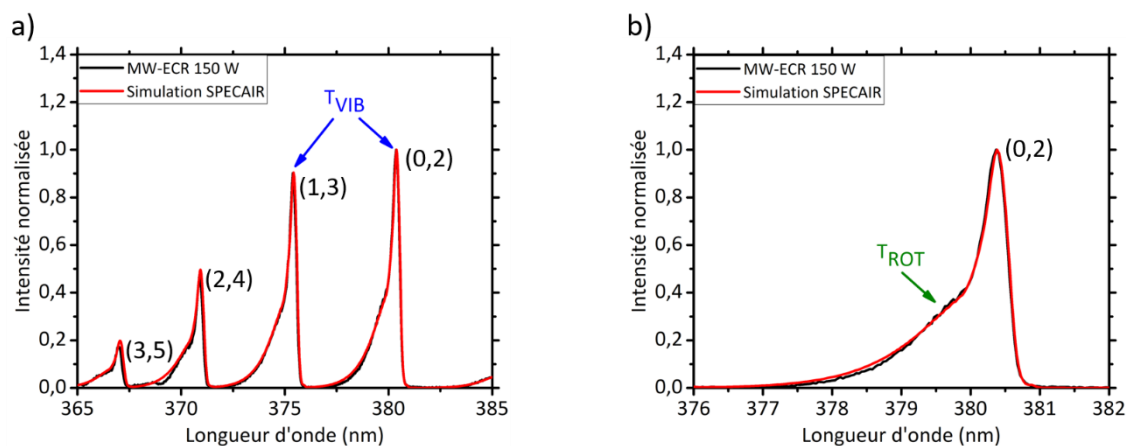 a)
1,4
1,2
1,0
0,8
0,6
0,4
0,2
0,0
MW-ECR 150 W
Simulation SPECAIR
TVIB
(0,2)
(1,3)
(2,4)
(3,5)
365 370 375 380 385
Longueur d'onde (nm)
Intensité normalisée
b)
1,4
1,2
1,0
0,8
0,6
0,4
0,2
0,0
MW-ECR 150 W
Simulation SPECAIR
(0,2)
TROT
376 377 378 379 380 381 382
Longueur d'onde (nm)
Intensité normalisée